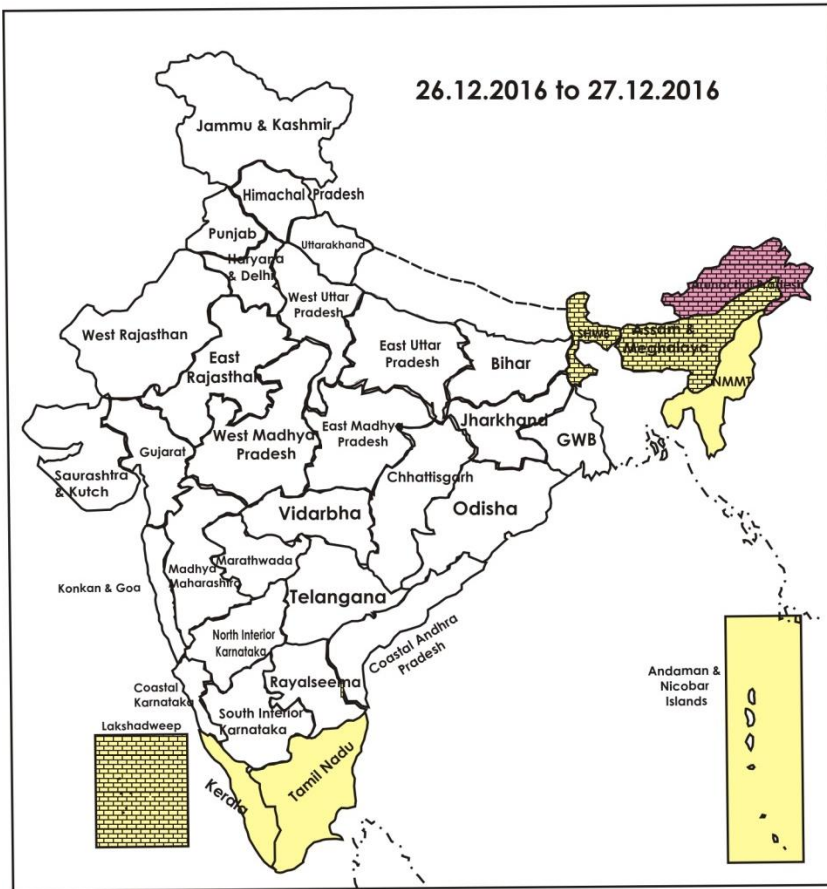 26.12.2016 to 27.12.2016
Jammu & Kashmir
Himachal Pradesh
Punjab
Uttarakhand
Haryana
& Delhi
West Uttar
Pradesh
Arunachal Pradesh
West Rajasthan
East
Rajasthan
East Uttar
Pradesh
Bihar
SHWB
Assam &
Meghalaya
NMMT
Gujarat
West Madhya
Pradesh
East Madhya
Pradesh
Jharkhand
GWB
Saurashtra
& Kutch
Chhattisgarh
Vidarbha
Odisha
Konkan & Goa
Madhya
Maharashtra
Marathwada
Telangana
North Interior
Karnataka
Coastal Andhra
Pradesh
Coastal
Karnataka
Rayalseema
South Interior
Karnataka
Andaman &
Nicobar
Islands
Lakshadweep
Kerala
Tamil Nadu